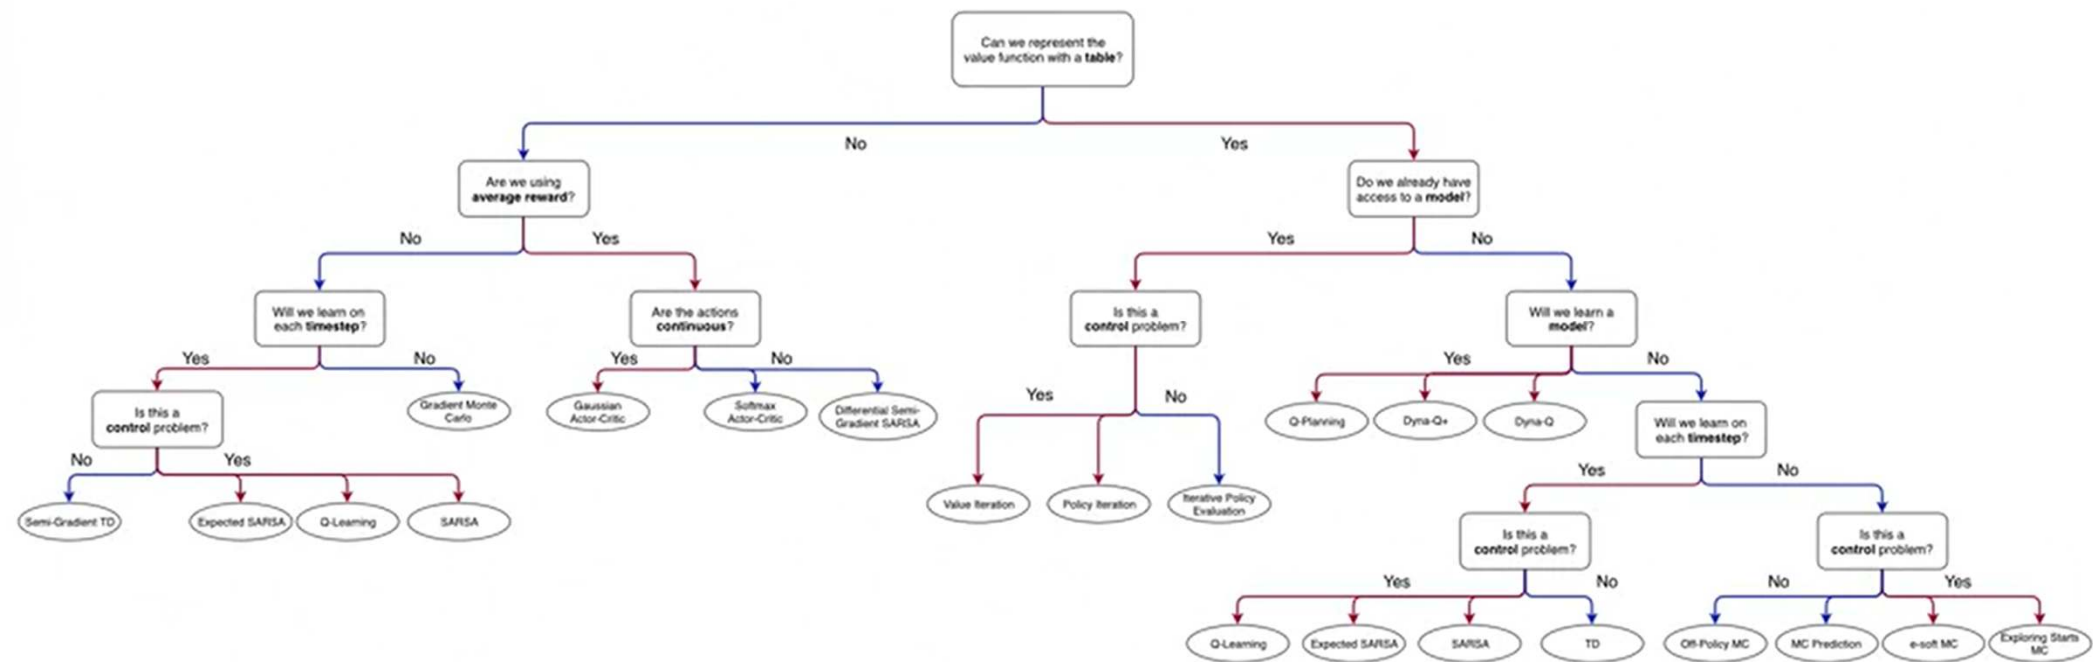 Can we represent the
value function with a table?
No
Yes
Are we using
average reward?
Do we already have
access to a model?
No
Yes
Yes
No
Will we learn on
each timestep?
Are the actions
continuous?
Is this a
control problem?
Will we learn a
model?
Yes
No
Yes
No
Yes
No
Yes
No
Is this a
control problem?
Gradient Monte
Carlo
Gaussian
Actor-Critic
Softmax
Actor-Critic
Differential Semi-
Gradient SARSA
Q-Planning
Dyna-Q+
Dyna-Q
Will we learn on
each timestep?
No
Yes
Yes
No
Semi-Gradient TD
Expected SARSA
Q-Learning
SARSA
Value Iteration
Policy Iteration
Iterative Policy
Evaluation
Is this a
control problem?
Is this a
control problem?
Yes
No
No
Yes
Q-Learning
Expected SARSA
SARSA
TD
Off-Policy MC
MC Prediction
e-soft MC
Exploring Starts
MC